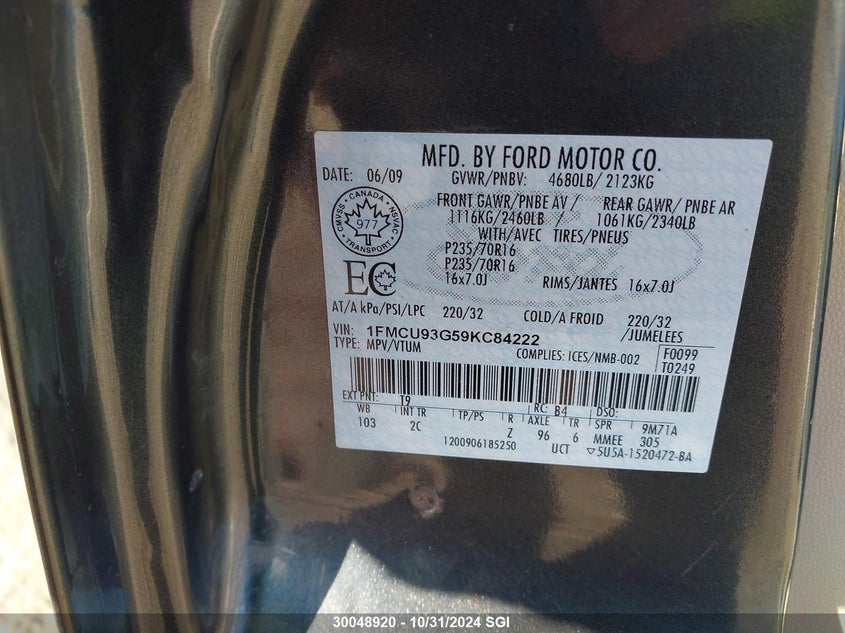 MFD. BY FORD MOTOR CO.
DATE: 06/09
GVWR/PNBV: 4680LB/ 2123KG
FRONT GAWR/PNBE AV / REAR GAWR/ PNBE AR
1116KG/2460LB / 1061KG/2340LB
WITH/AVEC TIRES/PNEUS
CANADA
CMVSS
NSVAC
977
TRANSPORT
P235/70R16
P235/70R16
16x7.0J RIMS/JANTES 16x7.0J
EC
AT/A kPa/PSI/LPC 220/32 COLD/A FROID 220/32
/JUMELEES
VIN: 1FMCU93G59KC84222
TYPE: MPV/VTUM COMPLIES: ICES/NMB-002
F0099
T0249
EXT PNT: T9 RC: B4 DSO:
WB INT TR TP/PS R AXLE TR SPR 9M71A
103 2C Z 96 6 MMEE 305
1200906185250 UCT ▽5U5A-1520472-BA
30048920 - 10/31/2024 SGI